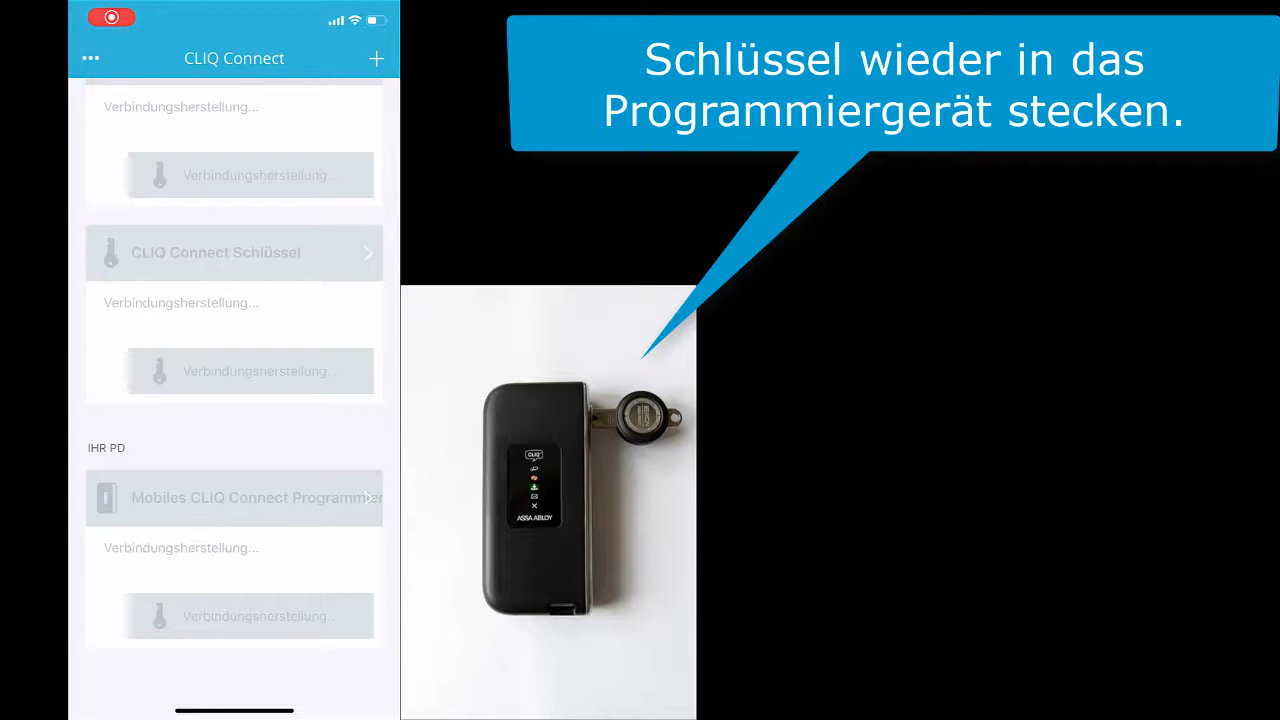 CLIQ Connect
Verbindungsherstellung...
Verbindungsherstellung...
CLIQ Connect Schlüssel
Verbindungsherstellung...
Verbindungsherstellung...
IHR PD
Mobiles CLIQ Connect Programmier
Verbindungsherstellung...
Verbindungsherstellung...
Schlüssel wieder in das
Programmiergerät stecken.
CLIQ
ASSA ABLOY